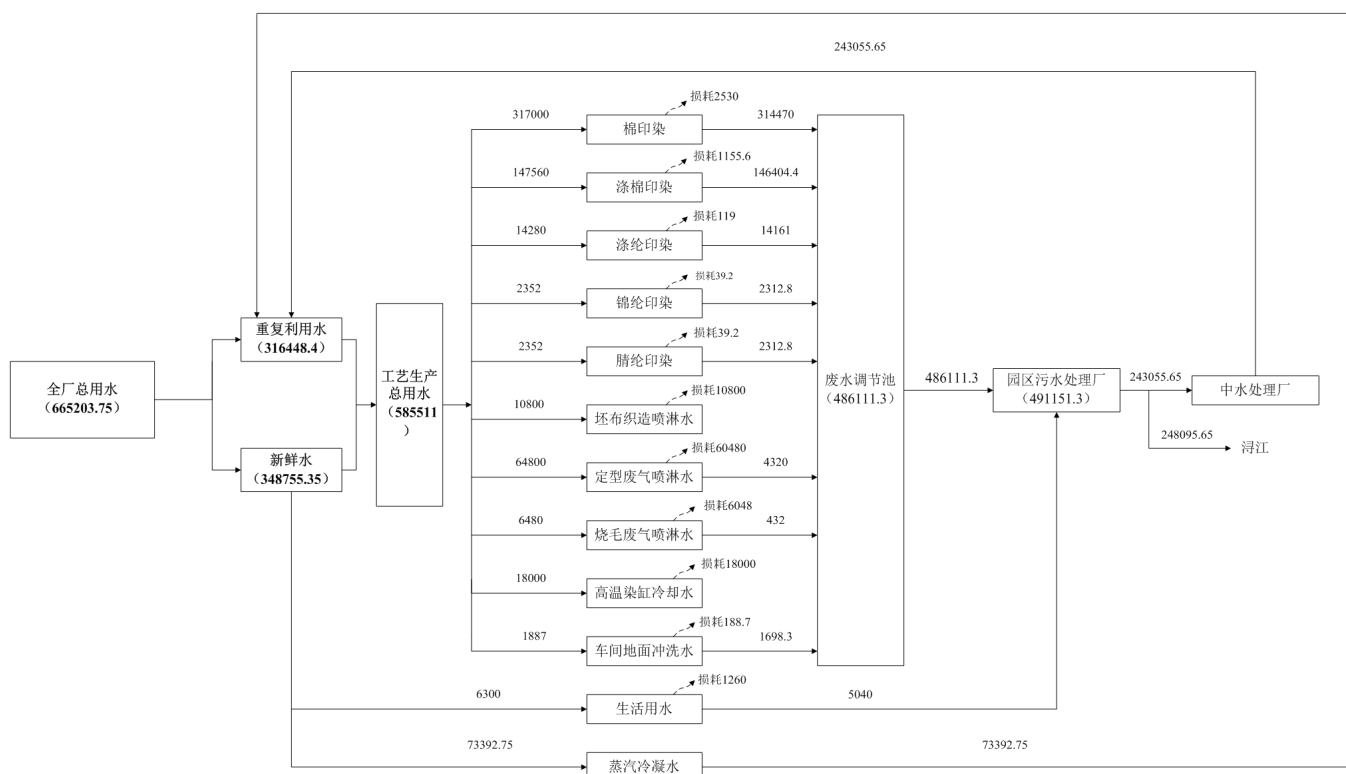 243055.65
损耗2530
317000
棉印染
314470
损耗1155.6
147560
涤棉印染
146404.4
损耗119
14280
涤纶印染
14161
损耗39.2
2352
锦纶印染
2312.8
重复利用水
（316448.4）
损耗39.2
2352
腈纶印染
2312.8
全厂总用水
（665203.75）
工艺生产
总用水
（585511
）
废水调节池
（486111.3）
486111.3
园区污水处理厂
（491151.3）
243055.65
中水处理厂
248095.65
浔江
损耗10800
10800
坯布织造喷淋水
新鲜水
（348755.35）
损耗60480
64800
定型废气喷淋水
4320
损耗6048
6480
烧毛废气喷淋水
432
损耗18000
18000
高温染缸冷却水
损耗188.7
1887
车间地面冲洗水
1698.3
损耗1260
6300
生活用水
5040
73392.75
蒸汽冷凝水
73392.75